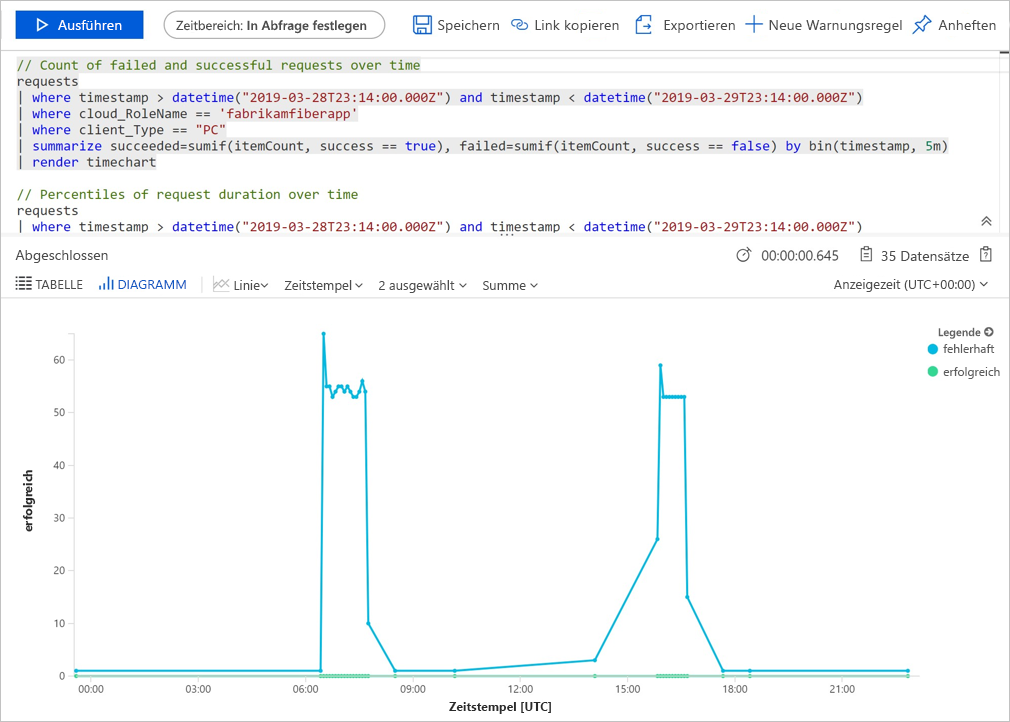 Ausführen
Zeitbereich: In Abfrage festlegen
Speichern
Link kopieren
Exportieren
Neue Warnungsregel
Anheften
// Count of failed and successful requests over time
requests
| where timestamp > datetime("2019-03-28T23:14:00.000Z") and timestamp < datetime("2019-03-29T23:14:00.000Z")
| where cloud_RoleName == 'fabrikamfiberapp'
| where client_Type == "PC"
| summarize succeeded=sumif(itemCount, success == true), failed=sumif(itemCount, success == false) by bin(timestamp, 5m)
| render timechart
// Percentiles of request duration over time
requests
| where timestamp > datetime("2019-03-28T23:14:00.000Z") and timestamp < datetime("2019-03-29T23:14:00.000Z")
Abgeschlossen
00:00:00.645
35 Datensätze
TABELLE
DIAGRAMM
Linie
Zeitstempel
2 ausgewählt
Summe
Anzeigezeit (UTC+00:00)
Legende
fehlerhaft
erfolgreich
erfolgreich
60
50
40
30
20
10
0
00:00
03:00
06:00
09:00
12:00
15:00
18:00
21:00
Zeitstempel [UTC]